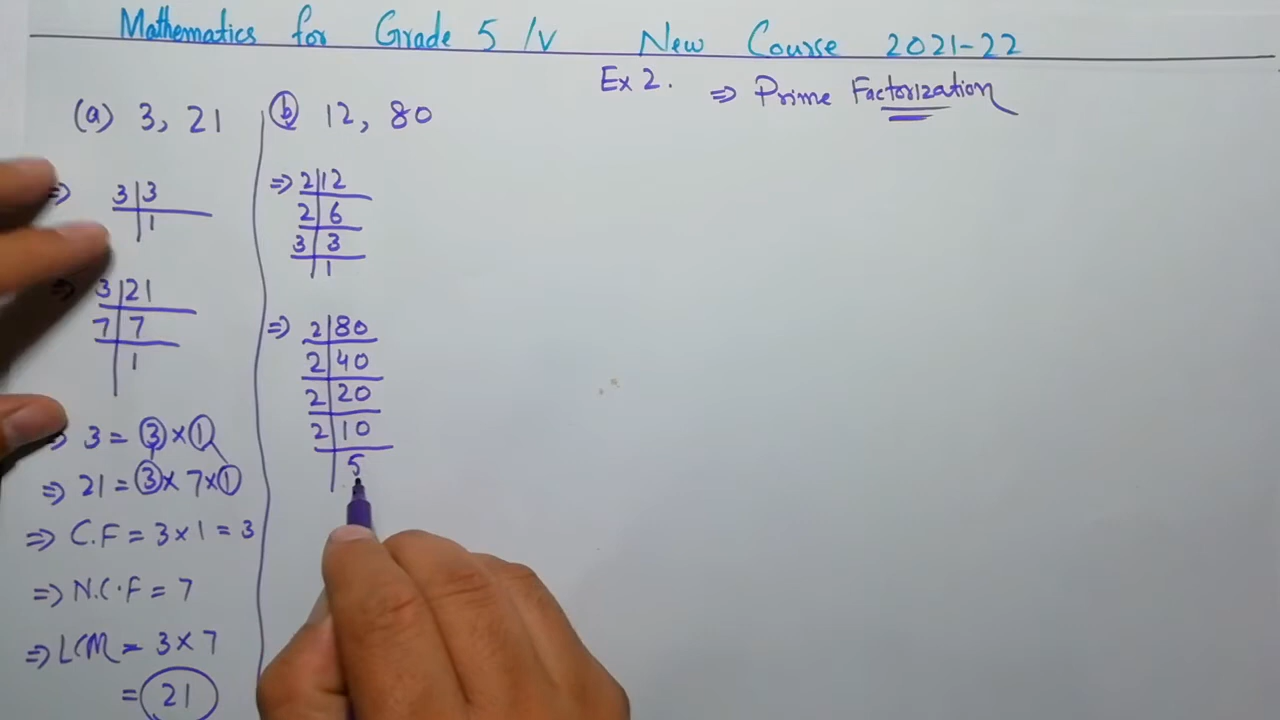 Mathematics for Grade 5 /V New Course 2021-22
Ex 2. ⇒ Prime Factorization
(a) 3, 21
⇒ 3|3
1
⇒ 3|21
7|7
1
⇒ 3 = 3 × 1
⇒ 21 = 3 × 7 × 1
⇒ C.F = 3 × 1 = 3
⇒ N.C.F = 7
⇒ LCM = 3 × 7
= 21
(b) 12, 80
⇒ 2|12
2|6
3|3
1
⇒ 2|80
2|40
2|20
2|10
5